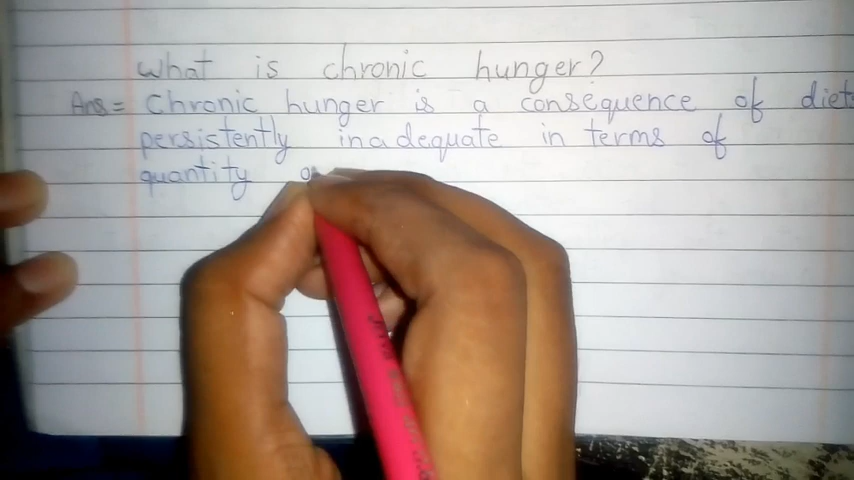 What is chronic hunger?
Ans = Chronic hunger is a consequence of diet
persistently inadequate in terms of
quantity